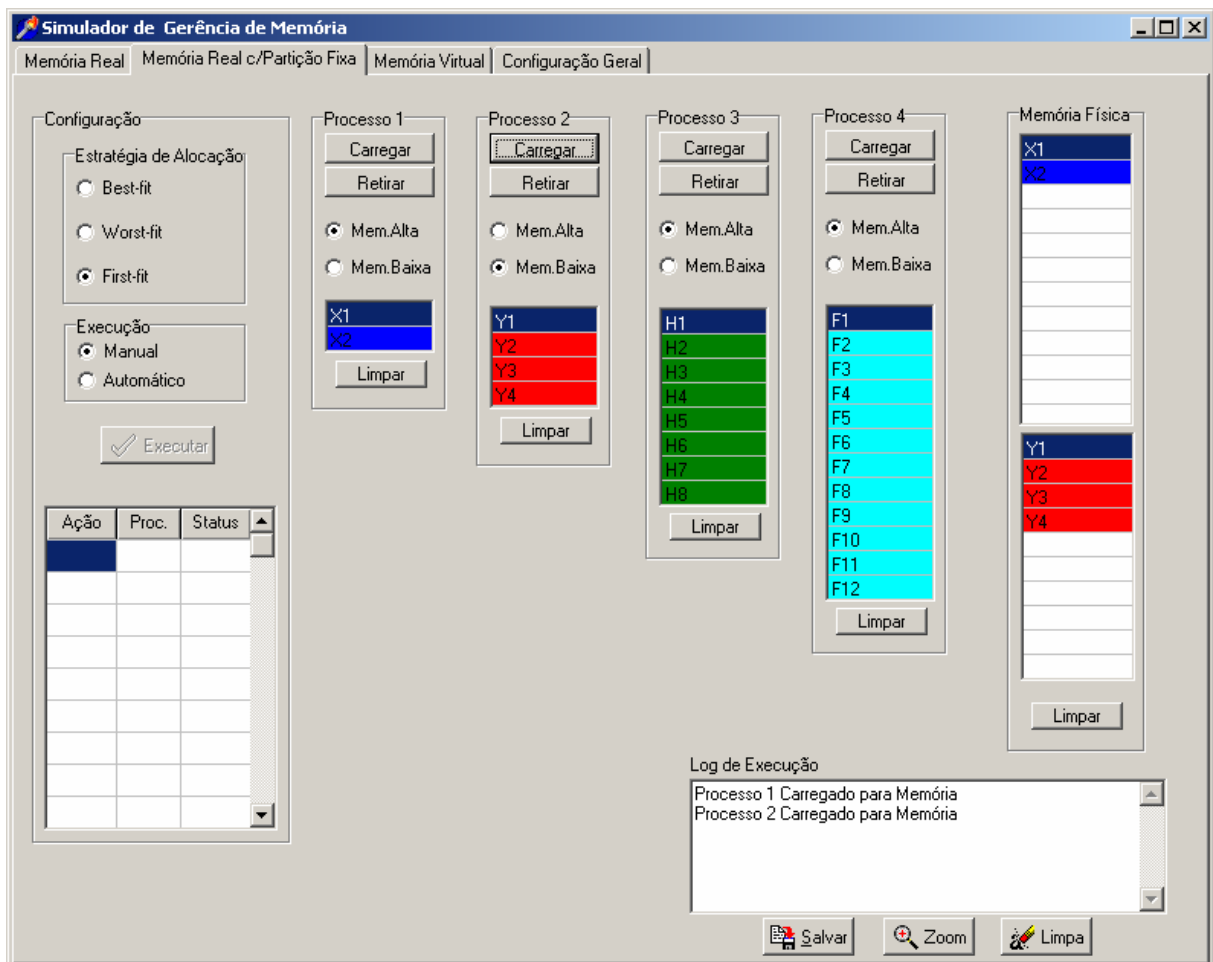 Simulador de Gerência de Memória
Memória Real
Memória Real c/Partição Fixa
Memória Virtual
Configuração Geral
Configuração
Estratégia de Alocação
Best-fit
Worst-fit
First-fit
Execução
Manual
Automático
Executar
Ação Proc. Status
Processo 1
Carregar
Retirar
Mem.Alta
Mem.Baixa
X1
X2
Limpar
Processo 2
Carregar
Retirar
Mem.Alta
Mem.Baixa
Y1
Y2
Y3
Y4
Limpar
Processo 3
Carregar
Retirar
Mem.Alta
Mem.Baixa
H1
H2
H3
H4
H5
H6
H7
H8
Limpar
Processo 4
Carregar
Retirar
Mem.Alta
Mem.Baixa
F1
F2
F3
F4
F5
F6
F7
F8
F9
F10
F11
F12
Limpar
Memória Física
X1
X2
Y1
Y2
Y3
Y4
Limpar
Log de Execução
Processo 1 Carregado para Memória
Processo 2 Carregado para Memória
Salvar
Zoom
Limpa